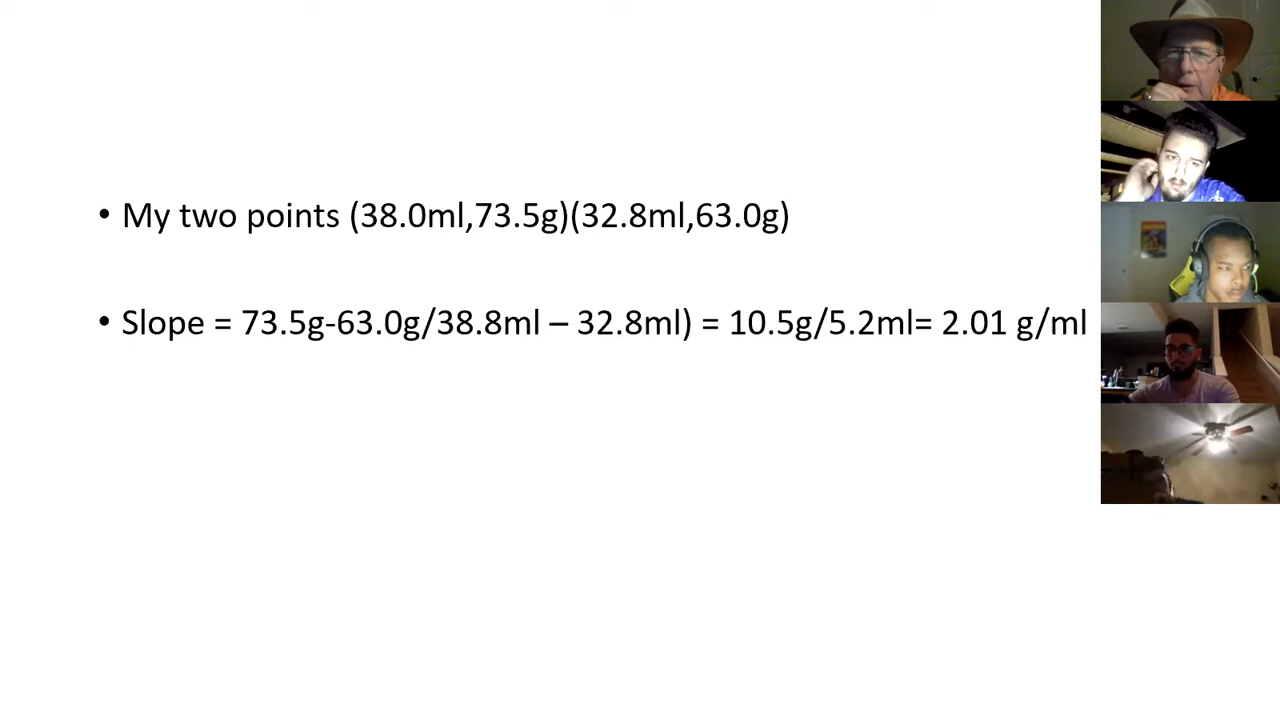 • My two points (38.0ml,73.5g)(32.8ml,63.0g)
• Slope = 73.5g-63.0g/38.8ml – 32.8ml) = 10.5g/5.2ml= 2.01 g/ml